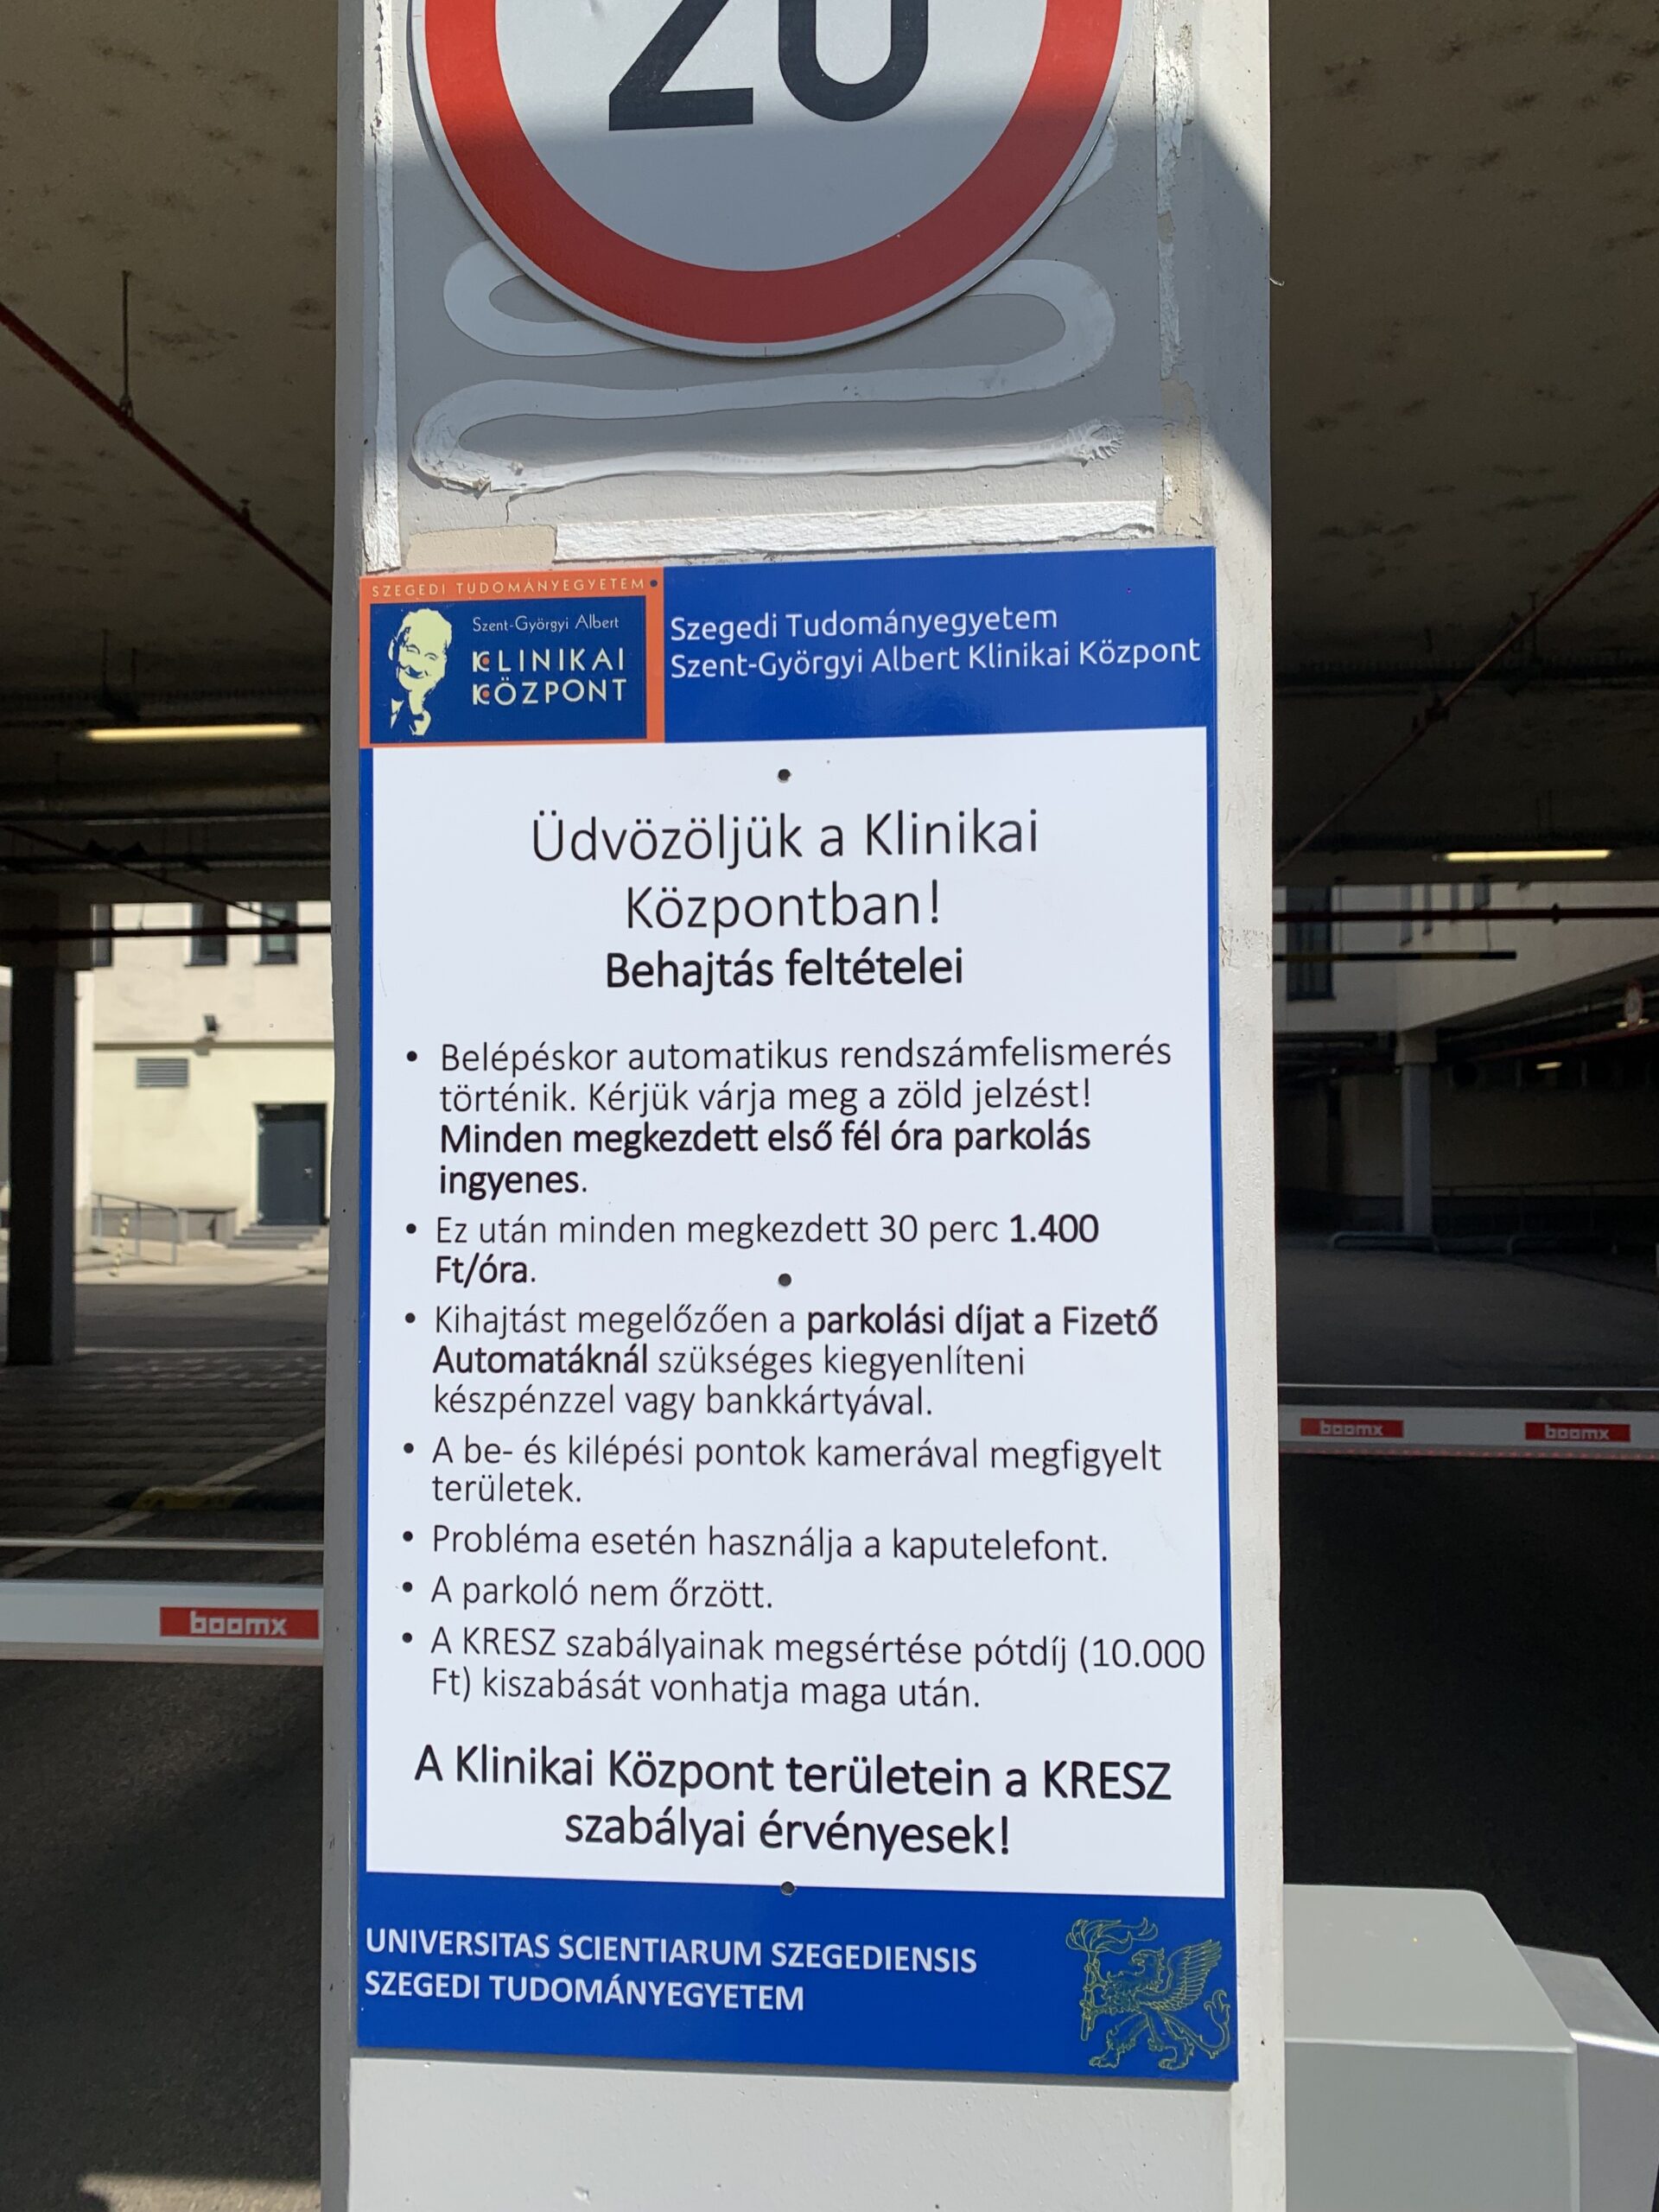 20
SZEGEDI TUDOMÁNYEGYETEM
Szent-Györgyi Albert
KLINIKAI
KÖZPONT
Szegedi Tudományegyetem
Szent-Györgyi Albert Klinikai Központ
Üdvözöljük a Klinikai
Központban!
Behajtás feltételei
• Belépéskor automatikus rendszámfelismerés
történik. Kérjük várja meg a zöld jelzést!
Minden megkezdett első fél óra parkolás
ingyenes.
• Ez után minden megkezdett 30 perc 1.400
Ft/óra.
• Kihajtást megelőzően a parkolási díjat a Fizető
Automatáknál szükséges kiegyenlíteni
készpénzzel vagy bankkártyával.
• A be- és kilépési pontok kamerával megfigyelt
területek.
• Probléma esetén használja a kaputelefont.
• A parkoló nem őrzött.
• A KRESZ szabályainak megsértése pótdíj (10.000
Ft) kiszabását vonhatja maga után.
A Klinikai Központ területein a KRESZ
szabályai érvényesek!
UNIVERSITAS SCIENTIARUM SZEGEDIENSIS
SZEGEDI TUDOMÁNYEGYETEM
boomx
boomx
boomx